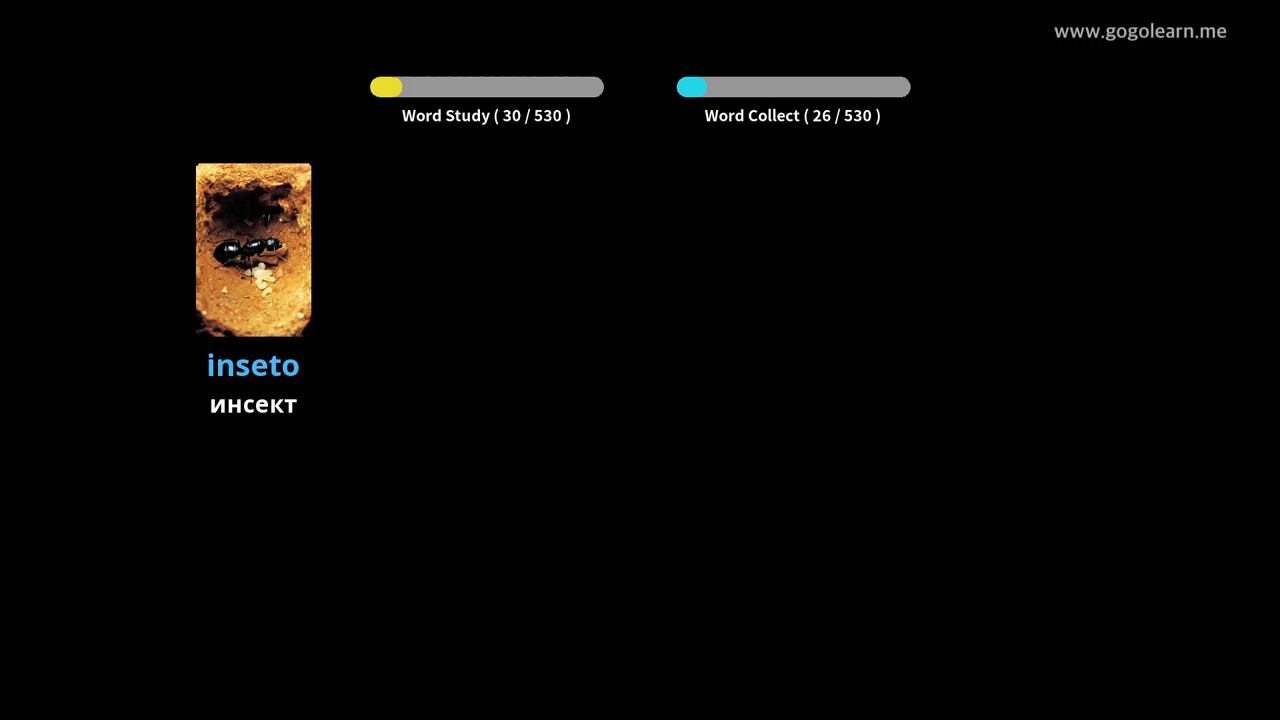 www.gogolearn.me
Word Study ( 30 / 530 )
Word Collect ( 26 / 530 )
inseto
инсект